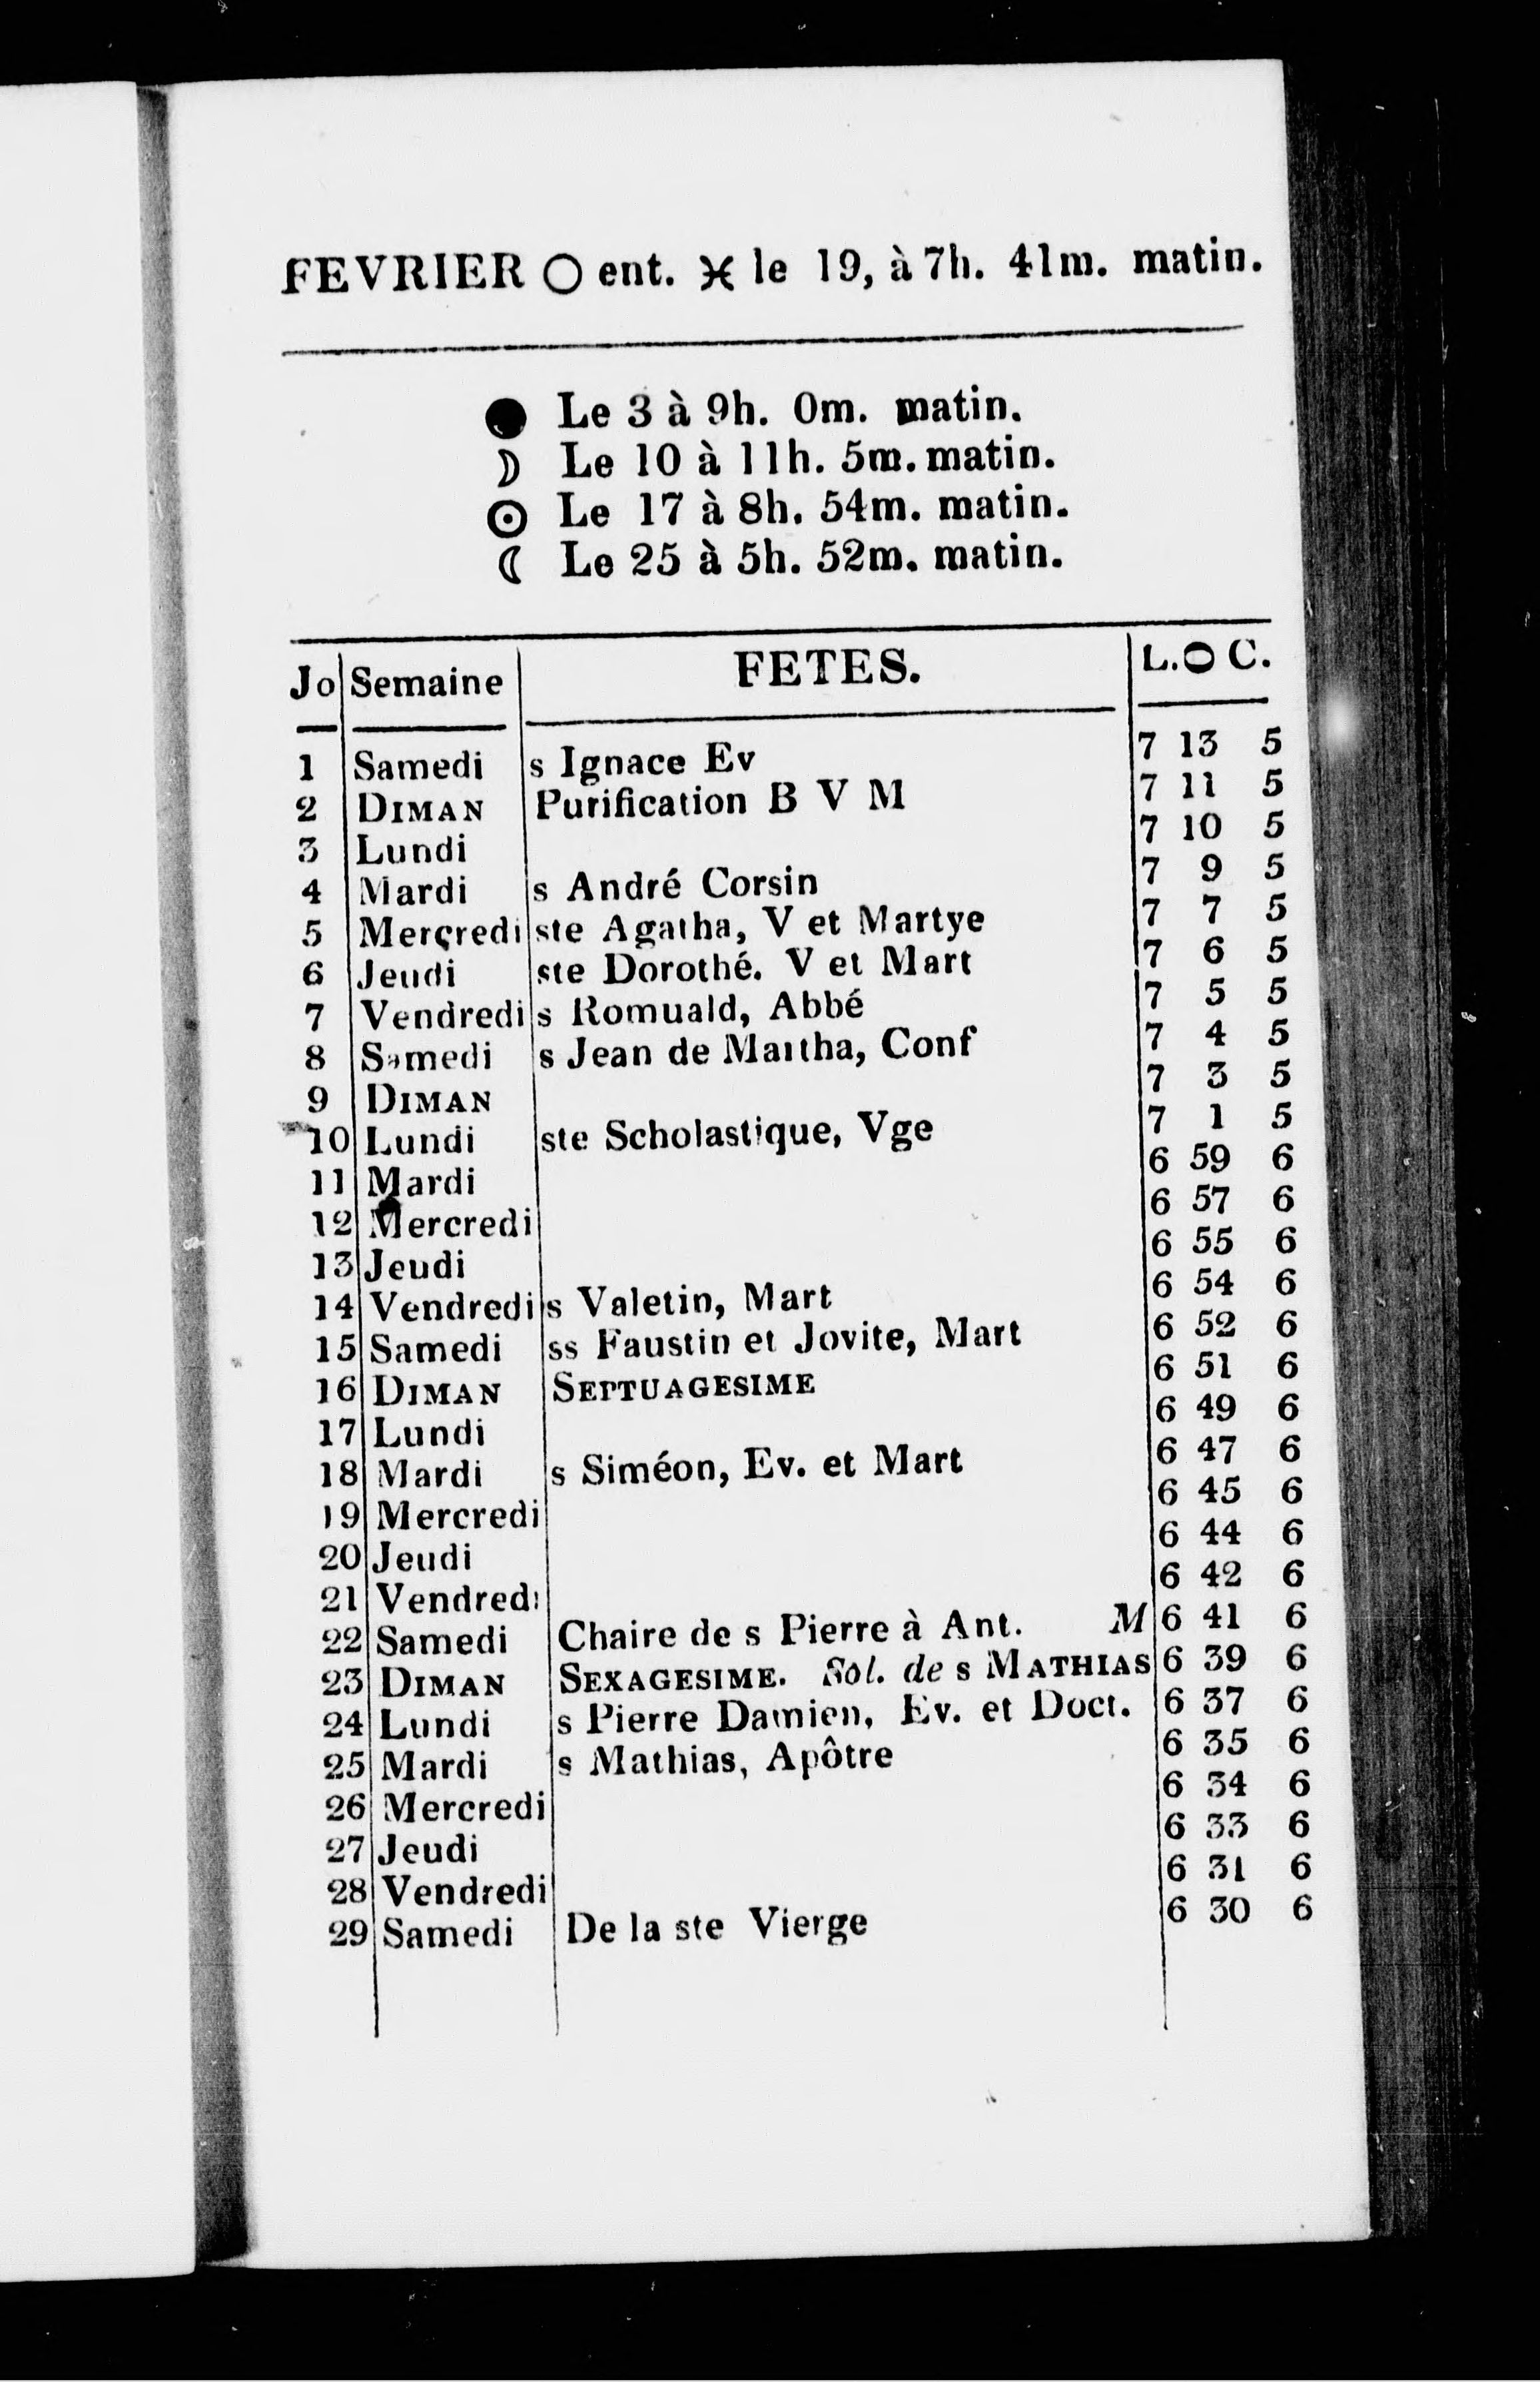 FEVRIER ○ ent. ♓ le 19, à 7h. 41m. matin.
● Le 3 à 9h. 0m. matin.
☽ Le 10 à 11h. 5m. matin.
☉ Le 17 à 8h. 54m. matin.
☾ Le 25 à 5h. 52m. matin.
Jo Semaine FETES. L. ○ C.
1 Samedi s Ignace Ev 7 13 5
2 DIMAN Purification B V M 7 11 5
3 Lundi 7 10 5
4 Mardi s André Corsin 7 9 5
5 Mercredi ste Agatha, V et Martye 7 7 5
6 Jeudi ste Dorothé. V et Mart 7 6 5
7 Vendredi s Romuald, Abbé 7 5 5
8 Samedi s Jean de Martha, Conf 7 4 5
9 DIMAN 7 3 5
10 Lundi ste Scholastique, Vge 7 1 5
11 Mardi 6 59 6
12 Mercredi 6 57 6
13 Jeudi 6 55 6
14 Vendredi s Valetin, Mart 6 54 6
15 Samedi ss Faustin et Jovite, Mart 6 52 6
16 DIMAN SEPTUAGESIME 6 51 6
17 Lundi 6 49 6
18 Mardi s Siméon, Ev. et Mart 6 47 6
19 Mercredi 6 45 6
20 Jeudi 6 44 6
21 Vendredi 6 42 6
22 Samedi Chaire de s Pierre à Ant. M 6 41 6
23 DIMAN SEXAGESIME. Sol. de s MATHIAS 6 39 6
24 Lundi s Pierre Damien, Ev. et Doct. 6 37 6
25 Mardi s Mathias, Apôtre 6 35 6
26 Mercredi 6 34 6
27 Jeudi 6 33 6
28 Vendredi 6 31 6
29 Samedi De la ste Vierge 6 30 6